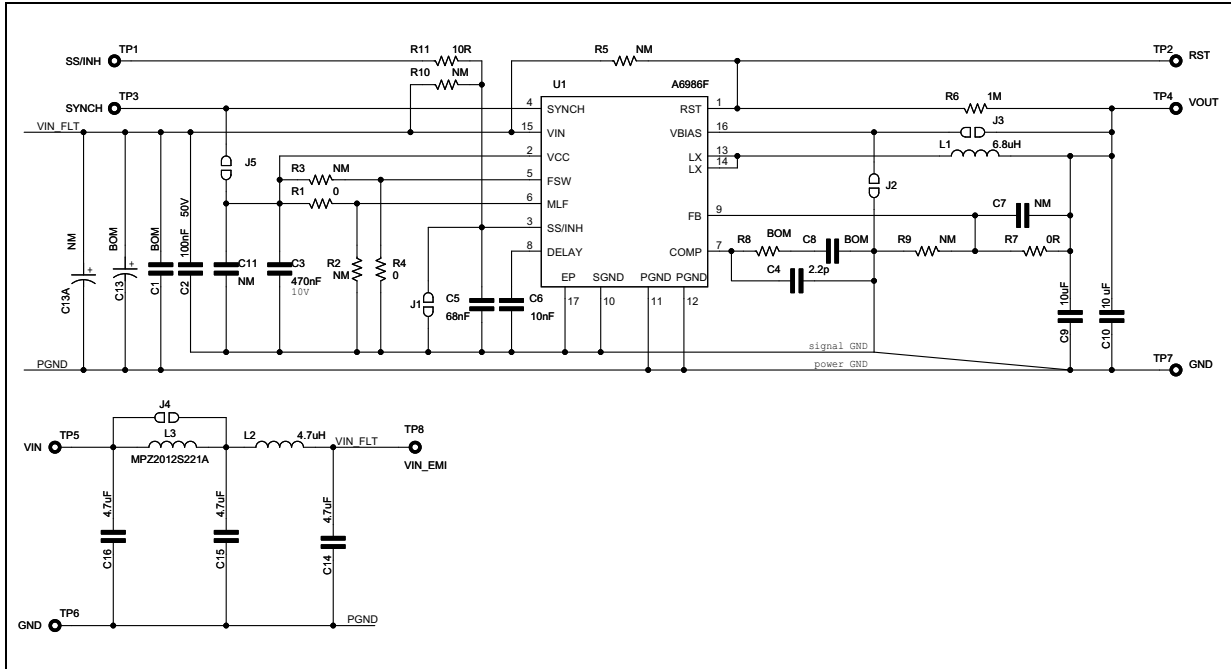 TP1
R11 10R
R5 NM
TP2
RST
SS/INH
R10 NM
U1
A6986F
TP3
SYNCH
4 SYNCH
RST 1
R6 1M
TP4
VOUT
VIN_FLT
15 VIN
VBIAS 16
J3
2 VCC
LX 13
L1 6.8uH
LX 14
J5
R3 NM
5 FSW
J2
R1 0
6 MLF
C7
NM
3 SS/INH
FB 9
8 DELAY
COMP 7
R8 BOM
C8 BOM
R9 NM
R7 0R
C4 2.2p
NM
C13A
BOM
C13
BOM
C1
100nF 50V
C2
C11
NM
C3
470nF
10V
R2
NM
R4
0
J1
C5
68nF
C6
10nF
EP SGND PGND PGND
17 10 11 12
10uF
C9
10 uF
C10
signal GND
PGND
power GND
TP7
GND
J4
VIN
TP5
L3
MPZ2012S221A
L2 4.7uH
VIN_FLT
TP8
VIN_EMI
4.7uF
C16
4.7uF
C15
4.7uF
C14
GND
TP6
PGND